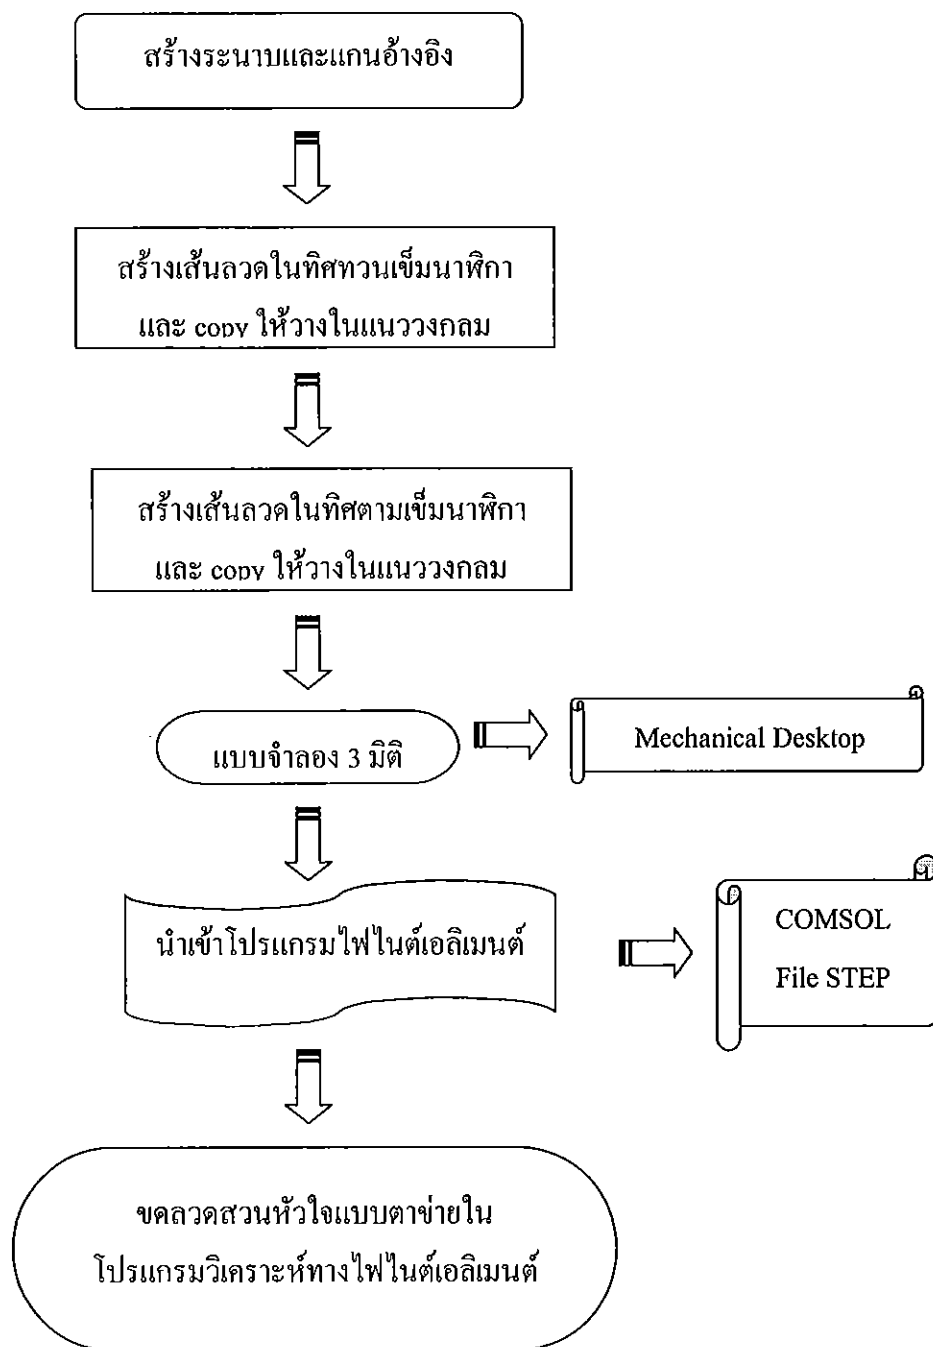 สร้างระนาบและแกนอ้างอิง
สร้างเส้นลวดในทิศทวนเข็มนาฬิกา
และ copy ให้วางในแนววงกลม
สร้างเส้นลวดในทิศตามเข็มนาฬิกา
และ copy ให้วางในแนววงกลม
แบบจำลอง 3 มิติ
Mechanical Desktop
นำเข้าโปรแกรมไฟไนต์เอลิเมนต์
COMSOL
File STEP
ขดลวดสวนหัวใจแบบตาข่ายใน
โปรแกรมวิเคราะห์ทางไฟไนต์เอลิเมนต์